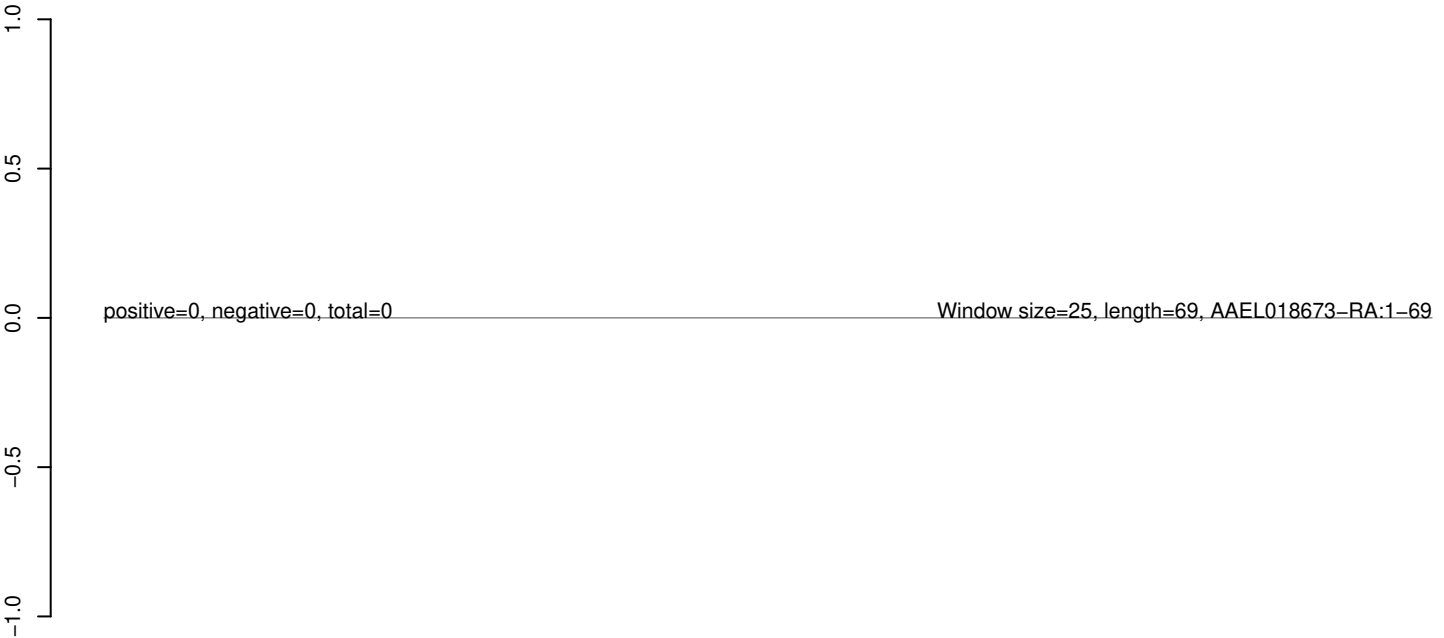 1.0
0.5
0.0
−0.5
−1.0
positive=0, negative=0, total=0
Window size=25, length=69, AAEL018673−RA:1−69